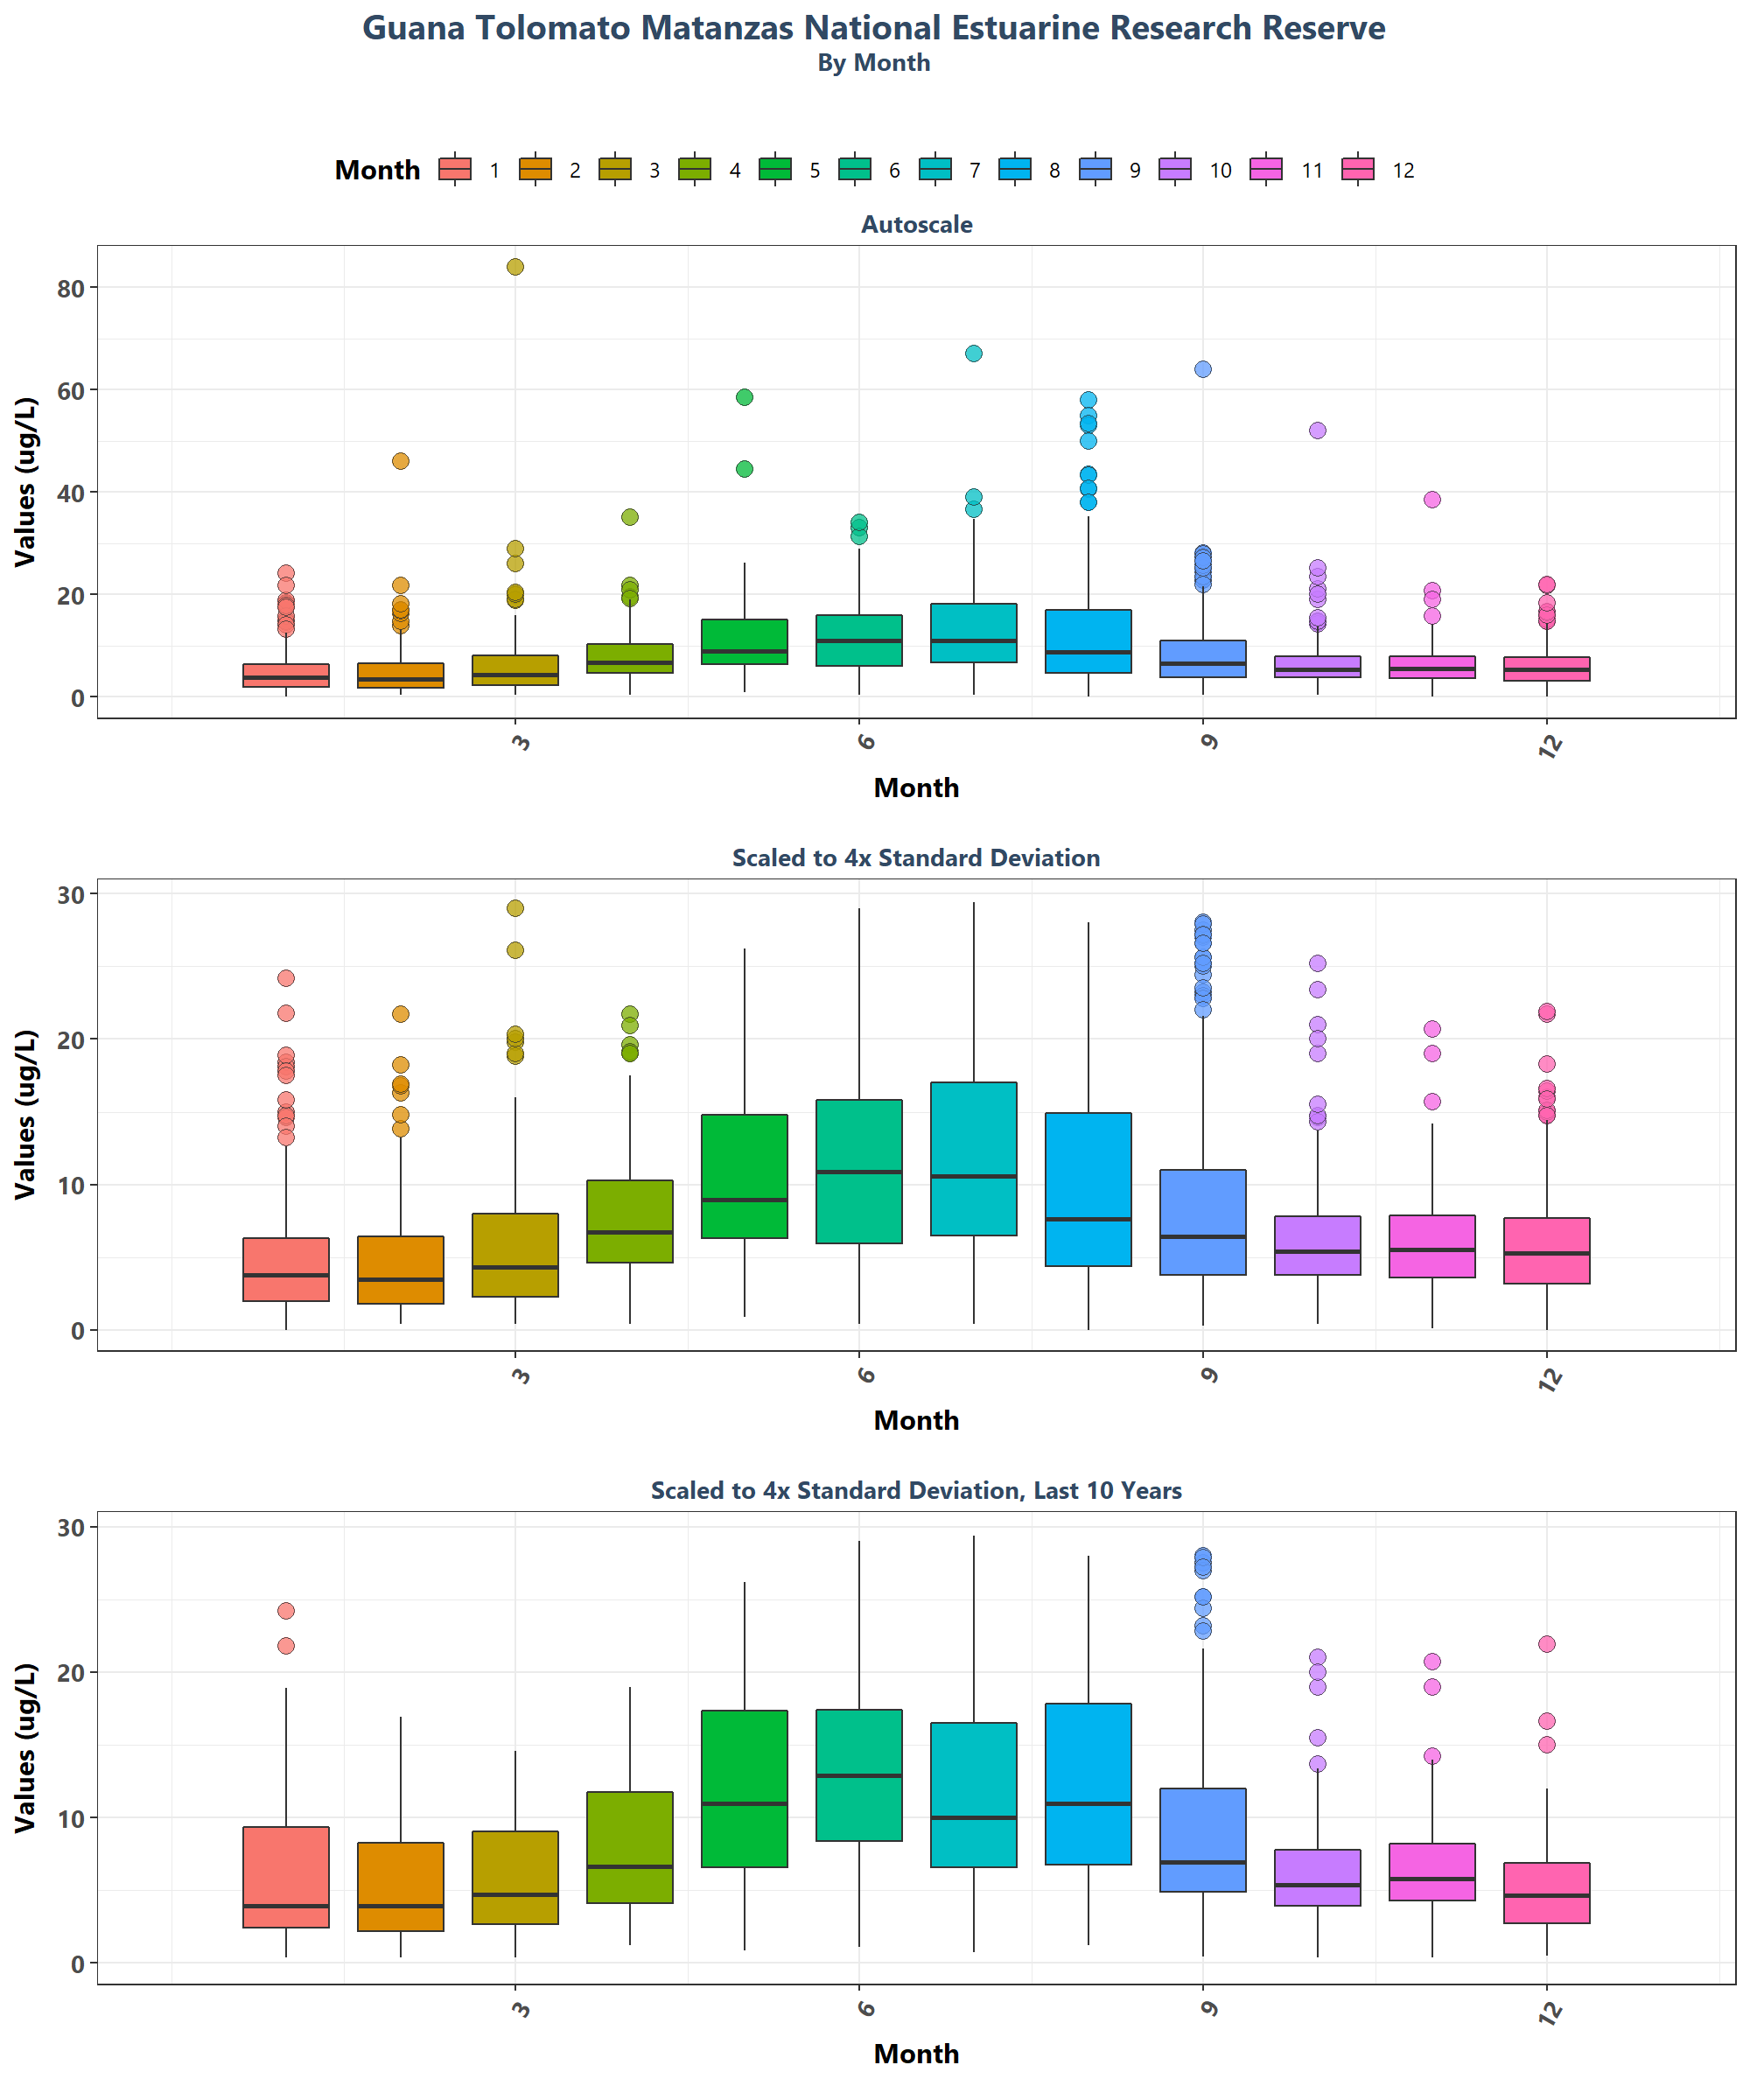 Guana Tolomato Matanzas National Estuarine Research Reserve
By Month
Month 1 2 3 4 5 6 7 8 9 10 11 12
Autoscale
Values (ug/L)
80
60
40
20
0
3 6 9 12
Month
Scaled to 4x Standard Deviation
Values (ug/L)
30
20
10
0
3 6 9 12
Month
Scaled to 4x Standard Deviation, Last 10 Years
Values (ug/L)
30
20
10
0
3 6 9 12
Month